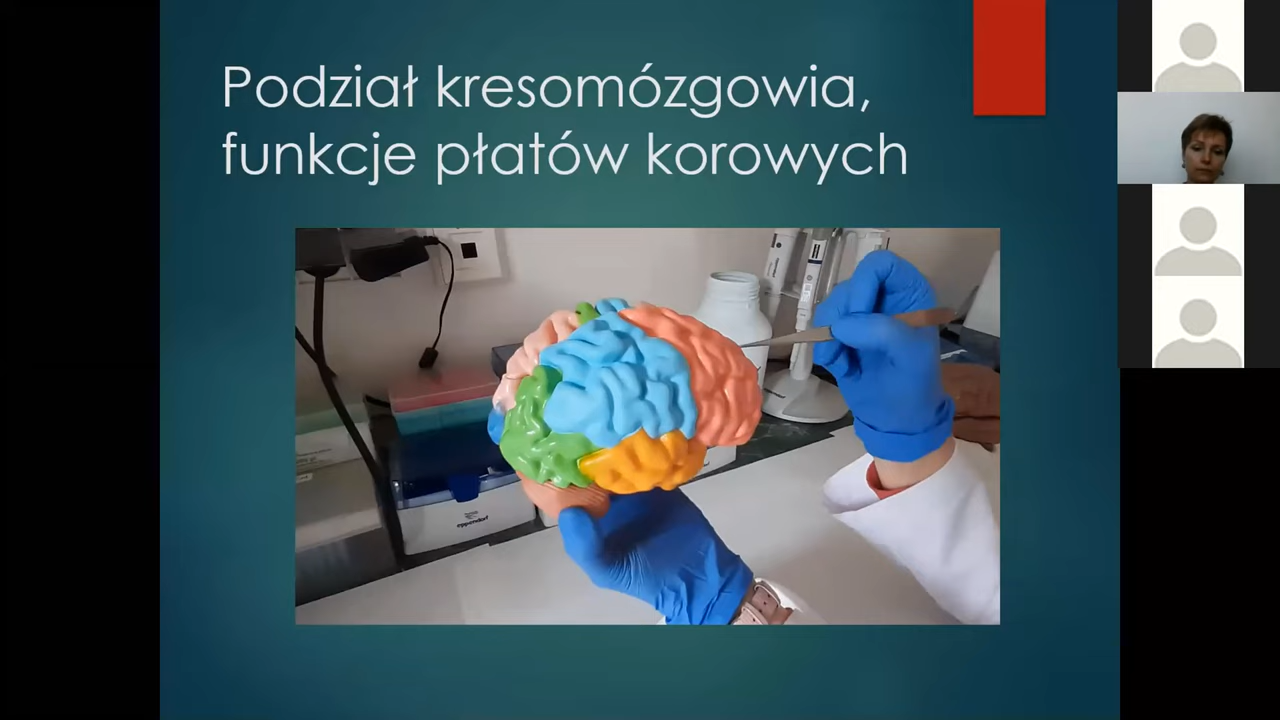 Podział kresomózgowia,
funkcje płatów korowych
eppendorf